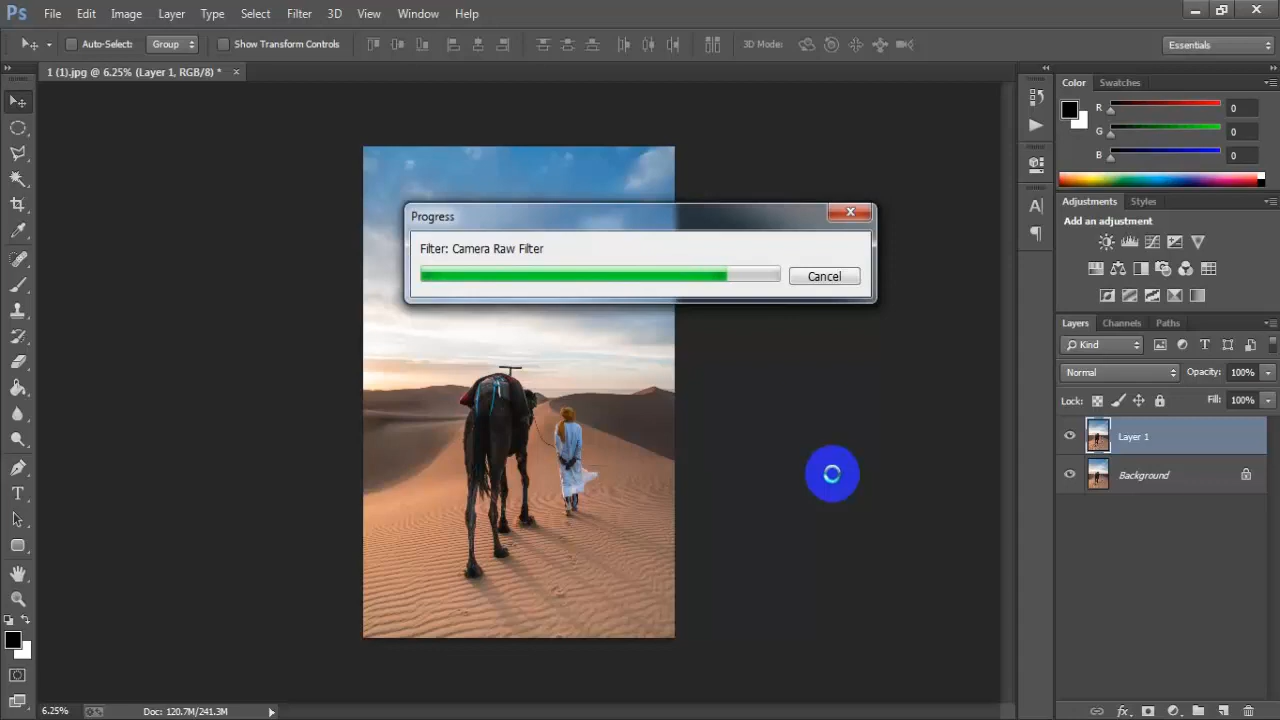 Ps File Edit Image Layer Type Select Filter 3D View Window Help
Auto-Select: Group Show Transform Controls 3D Mode: Essentials
1 (1).jpg @ 6.25% (Layer 1, RGB/8) * ×
Color Swatches
R 0
G 0
B 0
Adjustments Styles
Add an adjustment
Progress
Filter: Camera Raw Filter
Cancel
Layers Channels Paths
Kind
Normal Opacity: 100%
Lock: Fill: 100%
Layer 1
Background
6.25% Doc: 120.7M/241.3M